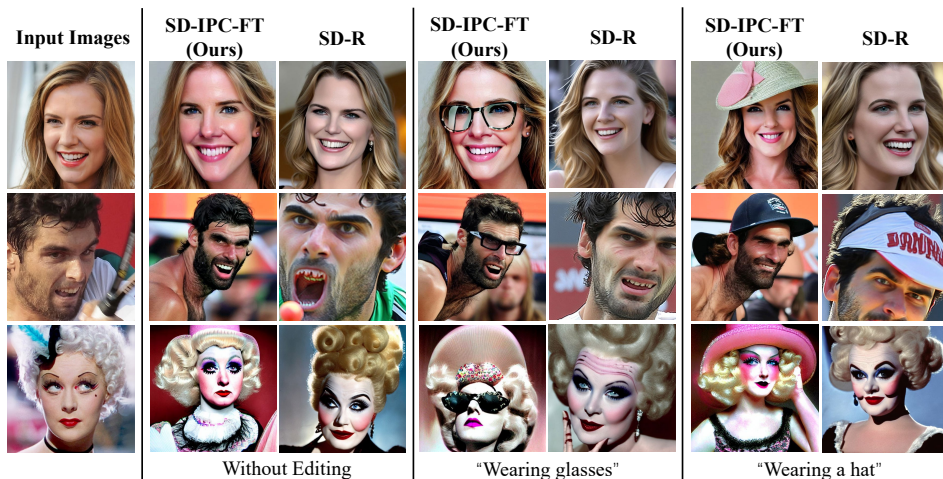 Input Images
SD-IPC-FT
(Ours)
SD-R
SD-IPC-FT
(Ours)
SD-R
SD-IPC-FT
(Ours)
SD-R
Without Editing
"Wearing glasses"
"Wearing a hat"